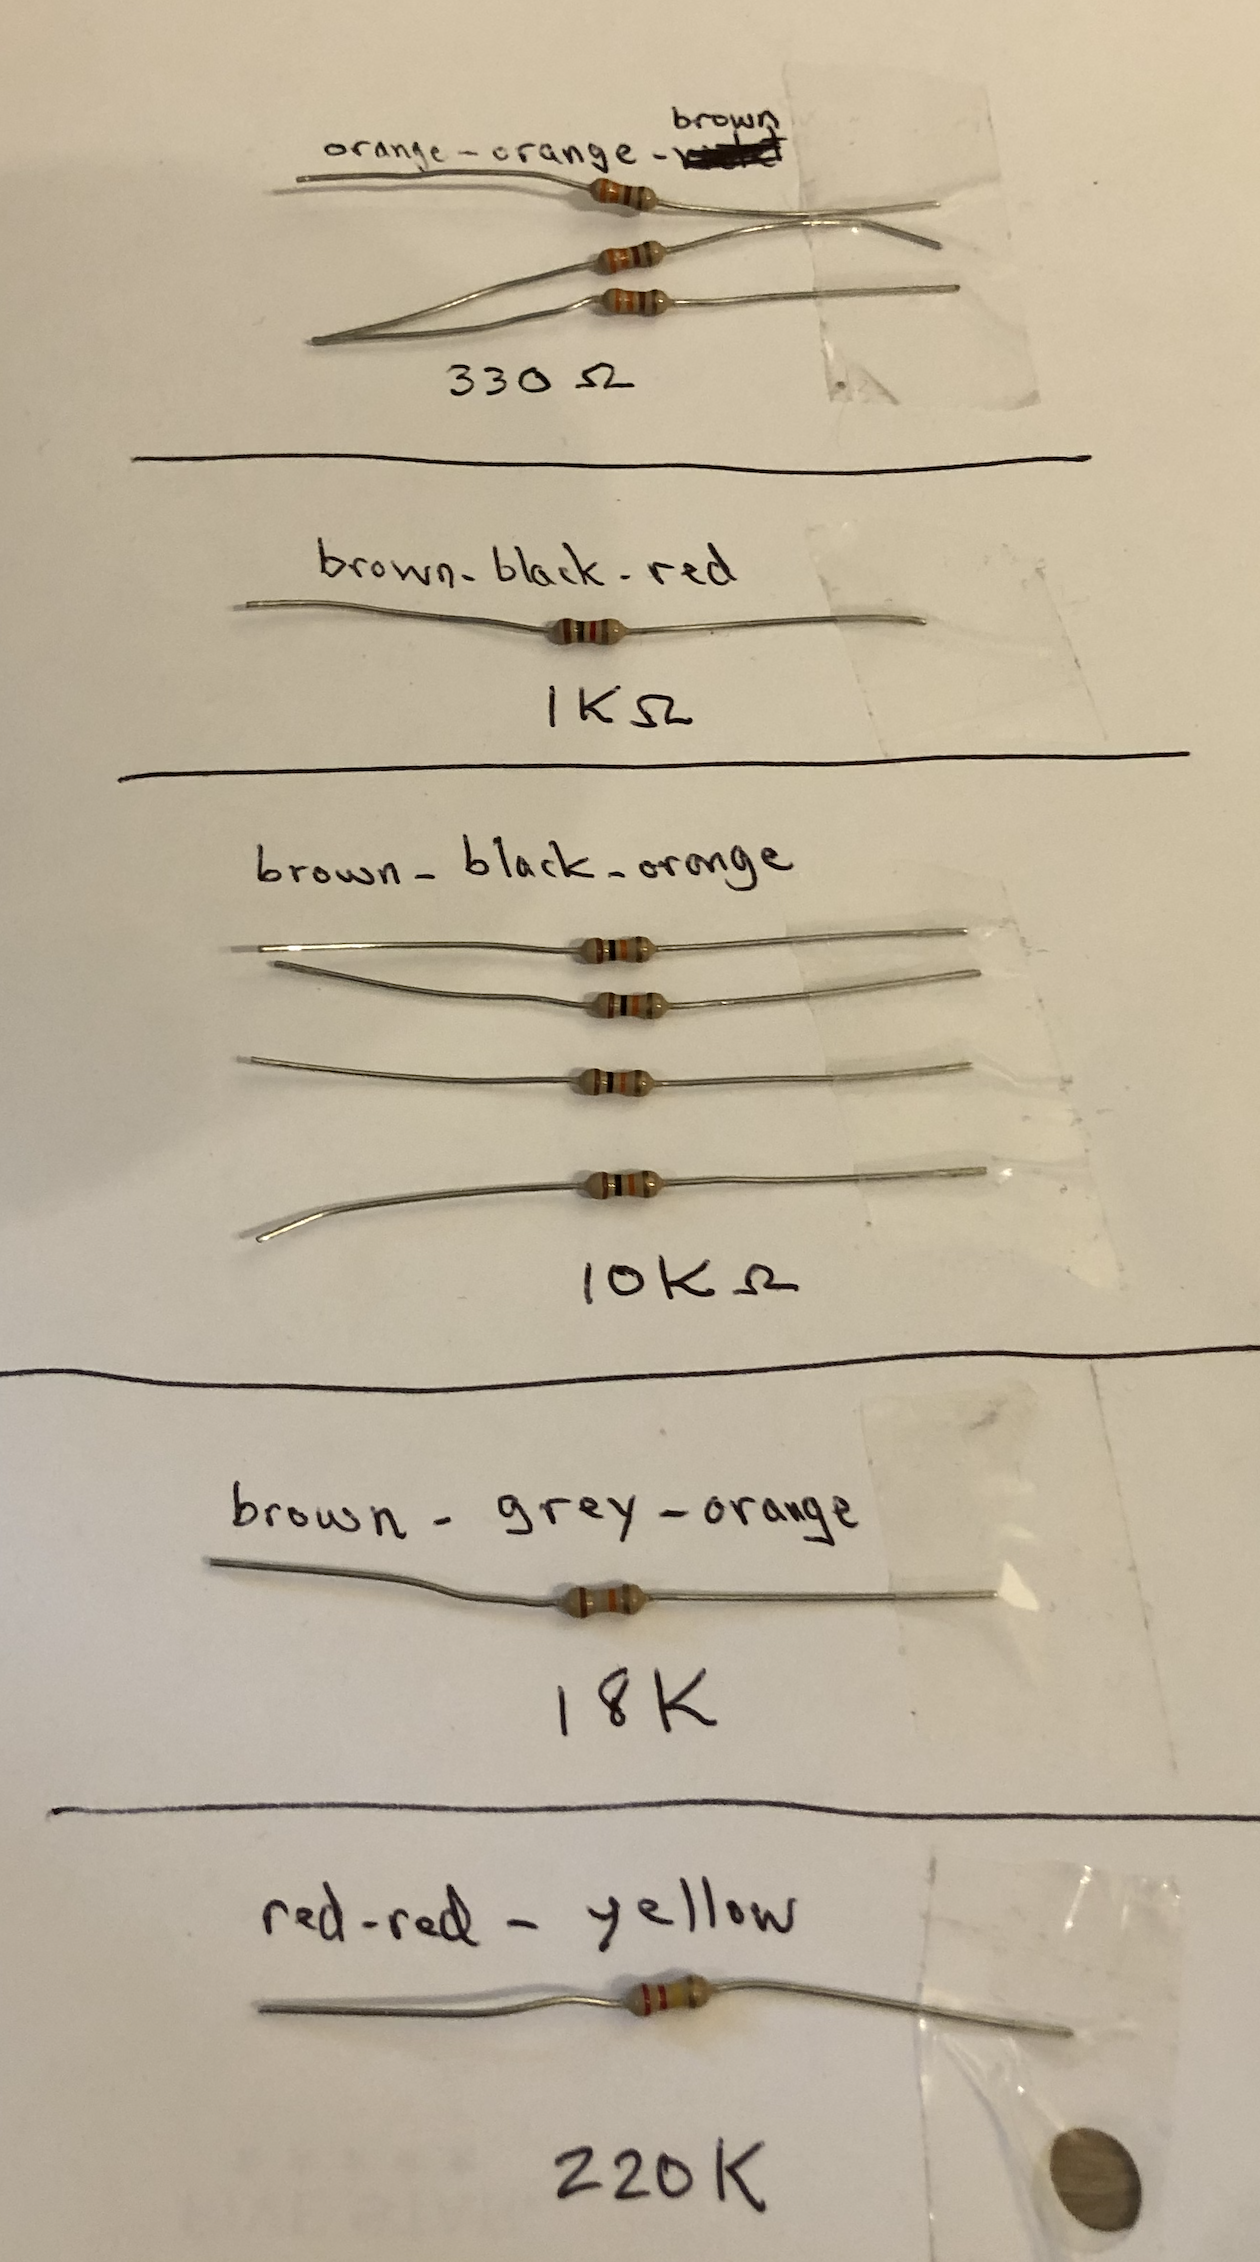 brown
orange - orange -
330 Ω
brown - black - red
1K Ω
brown - black - orange
10K Ω
brown - grey - orange
18K
red - red - yellow
220K